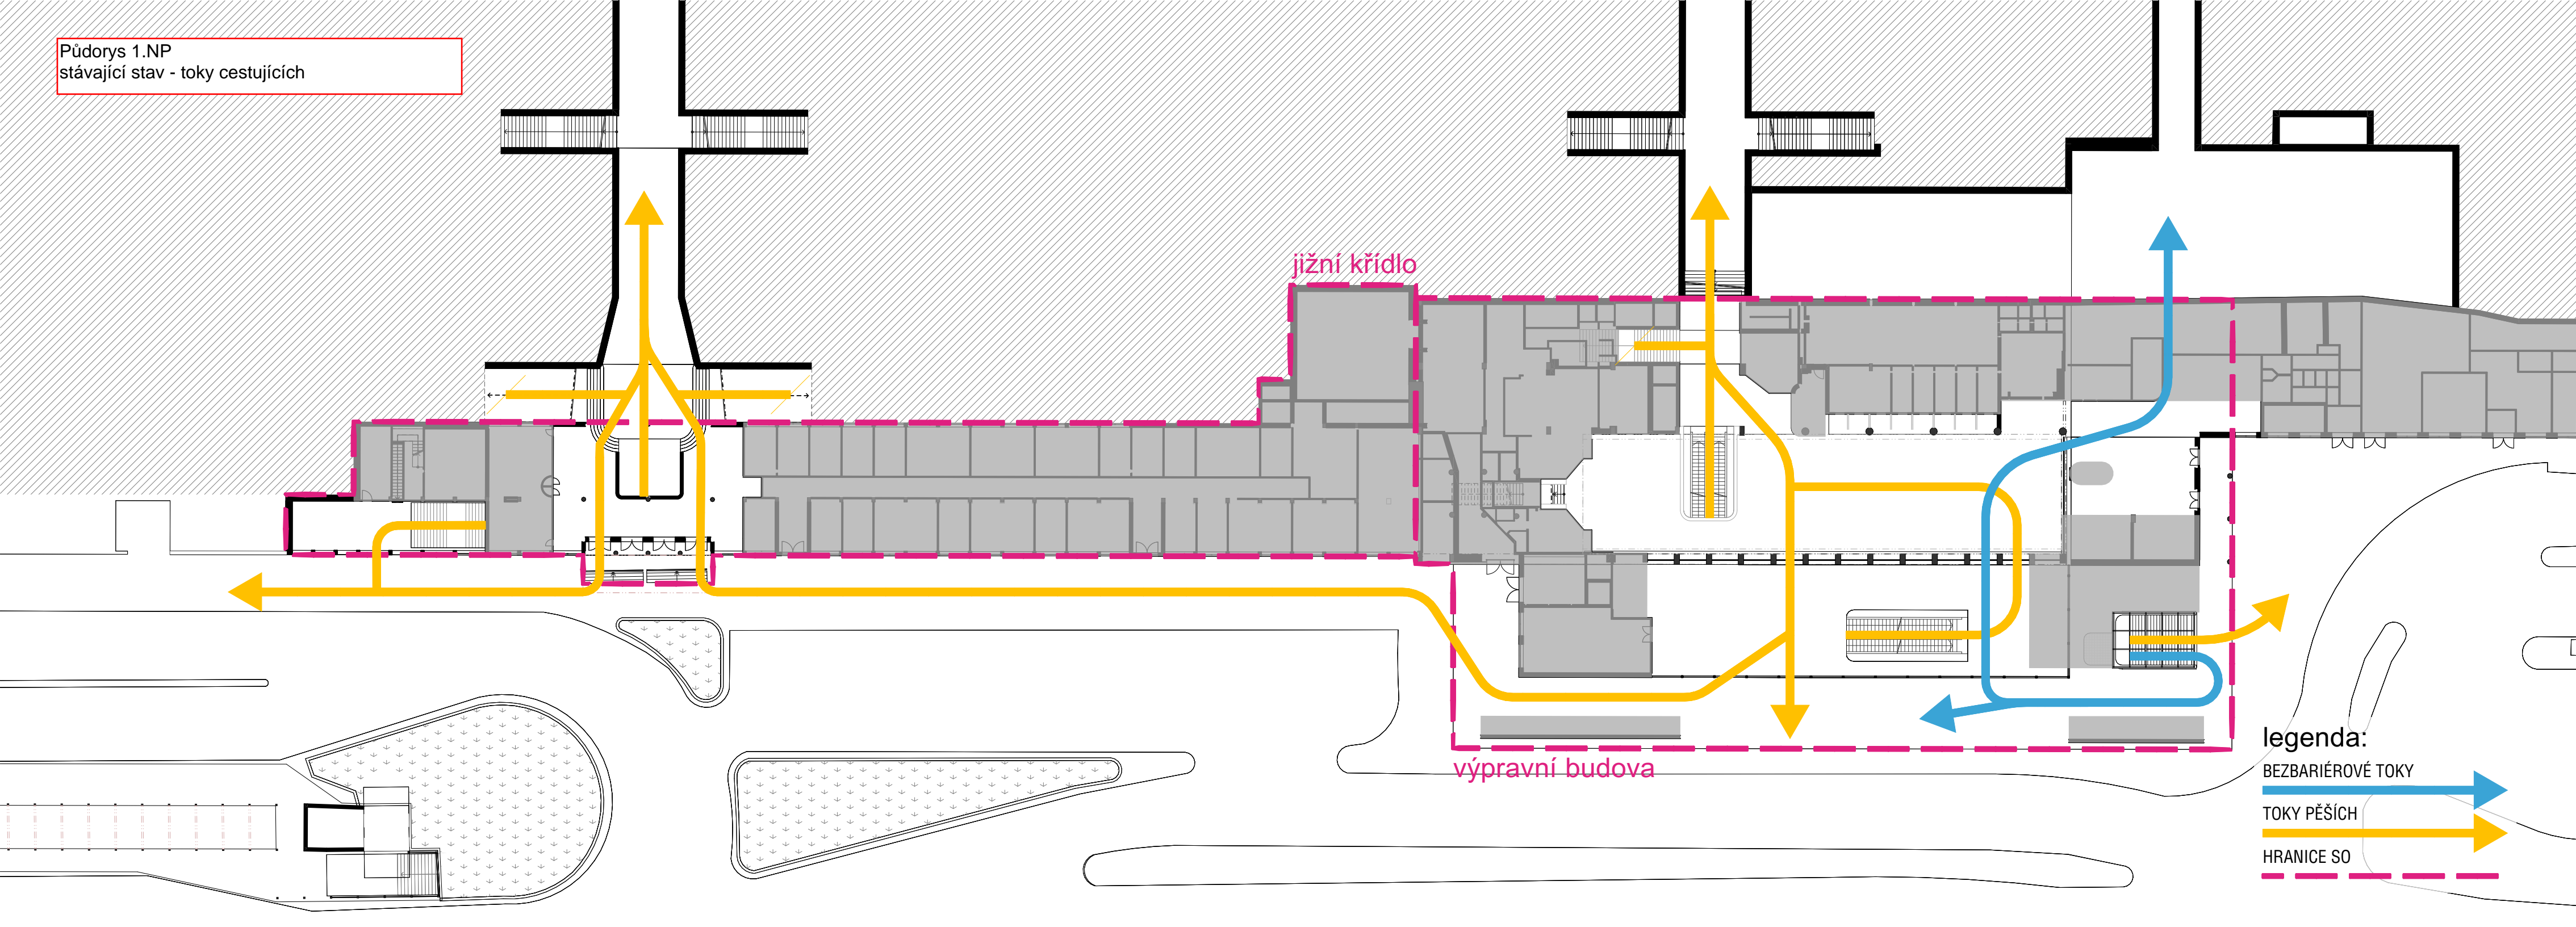 Půdorys 1.NP
stávající stav - toky cestujících
jižní křídlo
výpravní budova
legenda:
BEZBARIÉROVÉ TOKY
TOKY PĚŠÍCH
HRANICE SO